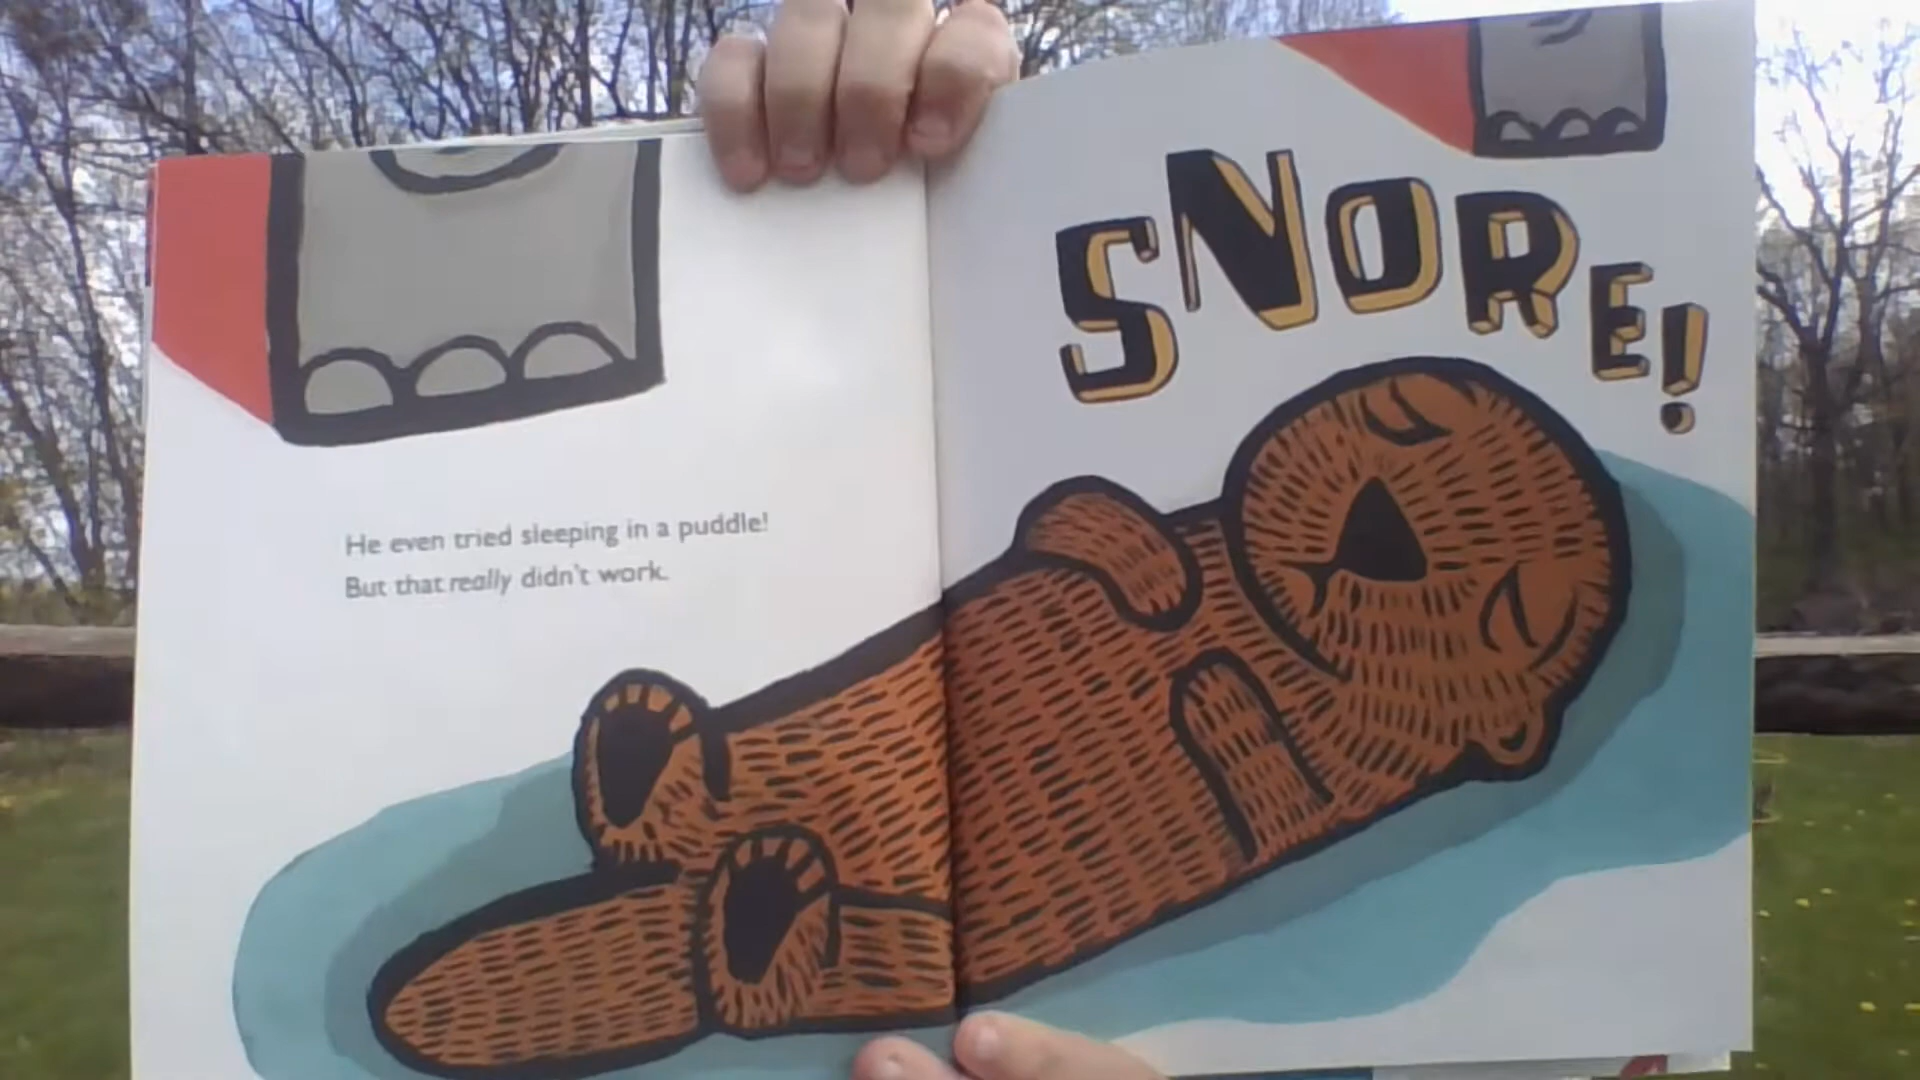 He even tried sleeping in a puddle!
But that really didn't work.
SNORE!